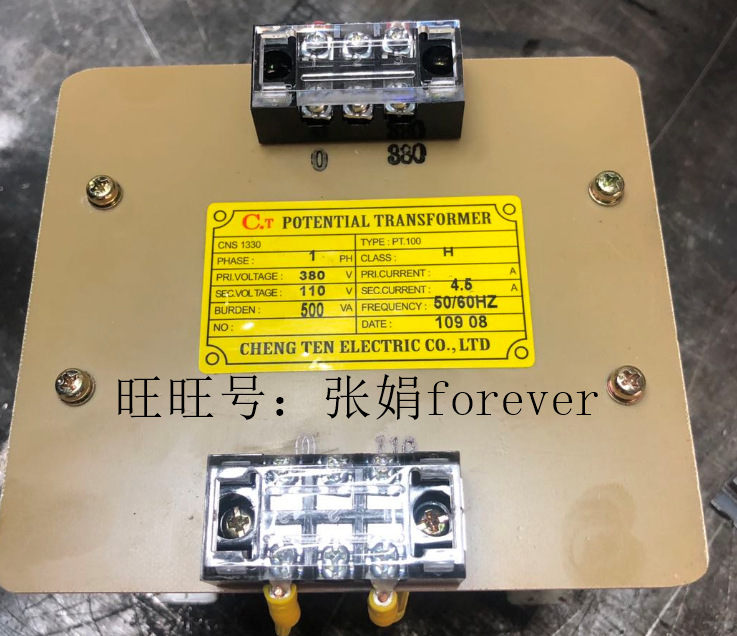 0 380
C.T POTENTIAL TRANSFORMER
CNS 1330 TYPE : PT.100
PHASE : 1 PH CLASS : H
PRI.VOLTAGE : 380 V PRI.CURRENT : A
SEC.VOLTAGE : 110 V SEC.CURRENT : 4.5 A
BURDEN : 500 VA FREQUENCY : 50/60HZ
NO : DATE : 109 08
CHENG TEN ELECTRIC CO., LTD
旺旺号：张娟forever
0 110